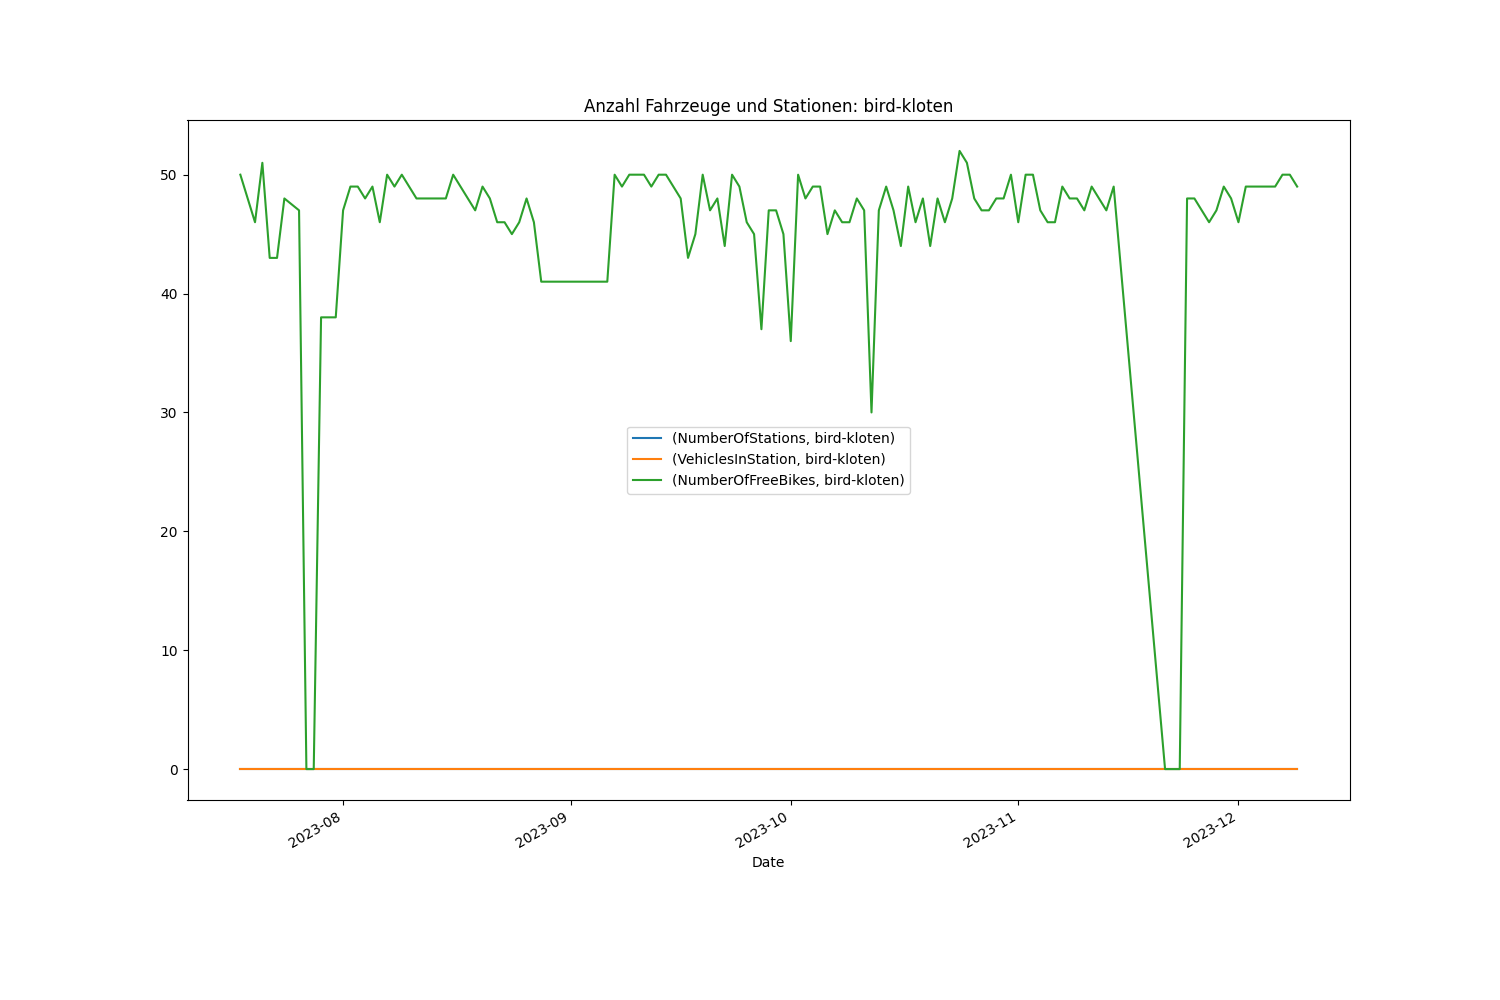 Anzahl Fahrzeuge und Stationen: bird-kloten
50
40
30
20
10
0
(NumberOfStations, bird-kloten)
(VehiclesInStation, bird-kloten)
(NumberOfFreeBikes, bird-kloten)
2023-08
2023-09
2023-10
2023-11
2023-12
Date